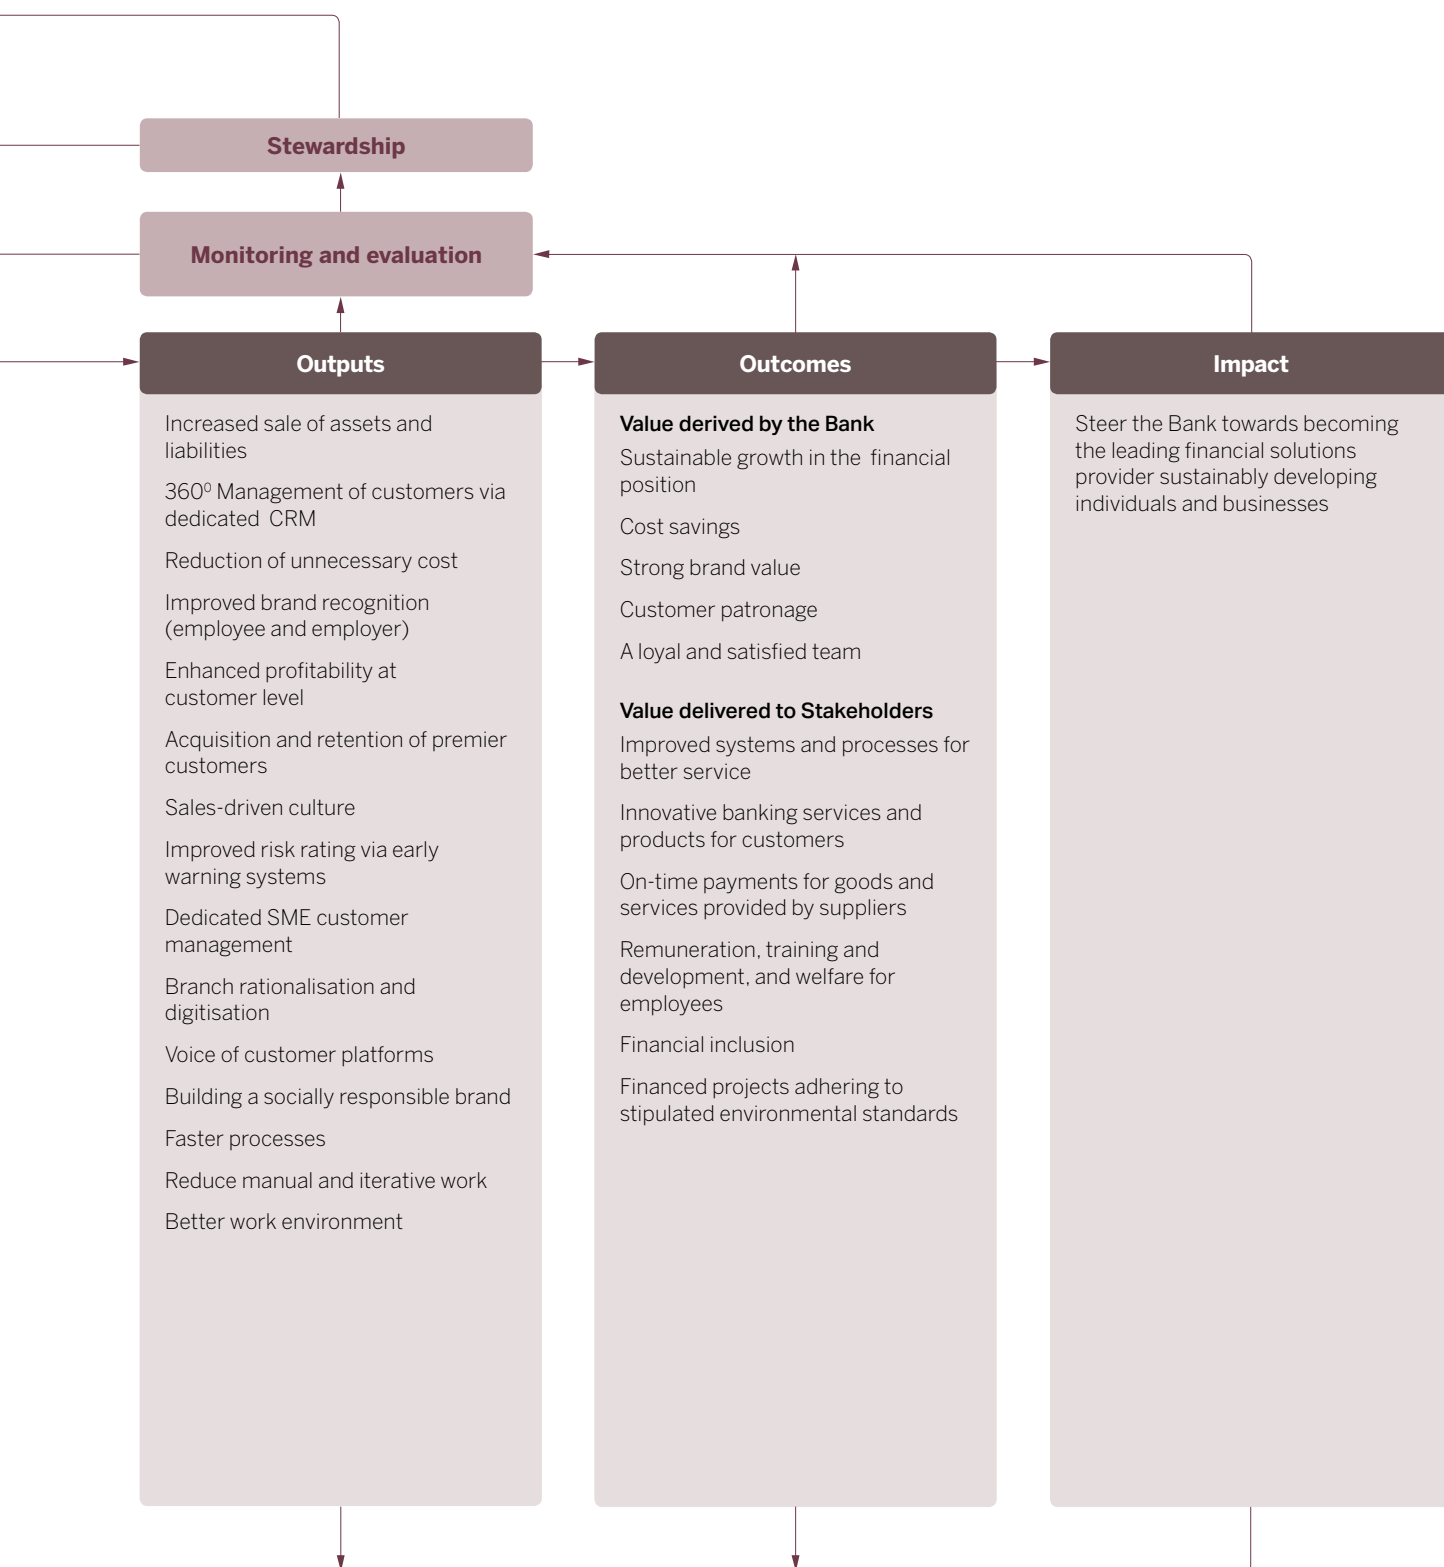 Stewardship
Monitoring and evaluation
Outputs
Increased sale of assets and
liabilities
360⁰ Management of customers via
dedicated CRM
Reduction of unnecessary cost
Improved brand recognition
(employee and employer)
Enhanced profitability at
customer level
Acquisition and retention of premier
customers
Sales-driven culture
Improved risk rating via early
warning systems
Dedicated SME customer
management
Branch rationalisation and
digitisation
Voice of customer platforms
Building a socially responsible brand
Faster processes
Reduce manual and iterative work
Better work environment
Outcomes
Value derived by the Bank
Sustainable growth in the financial
position
Cost savings
Strong brand value
Customer patronage
A loyal and satisfied team
Value delivered to Stakeholders
Improved systems and processes for
better service
Innovative banking services and
products for customers
On-time payments for goods and
services provided by suppliers
Remuneration, training and
development, and welfare for
employees
Financial inclusion
Financed projects adhering to
stipulated environmental standards
Impact
Steer the Bank towards becoming
the leading financial solutions
provider sustainably developing
individuals and businesses